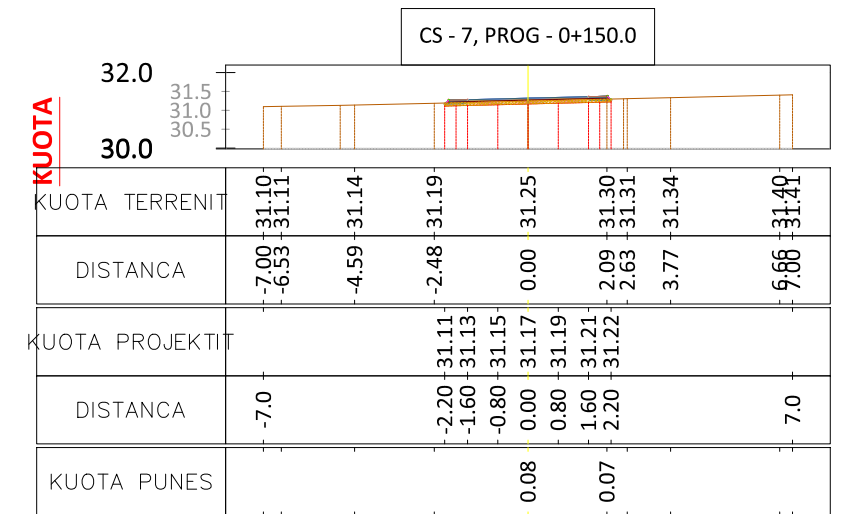 CS - 7, PROG - 0+150.0
KUOTA
32.0
31.5
31.0
30.5
30.0
KUOTA TERRENIT 31.10 31.11 31.14 31.19 31.25 31.30 31.31 31.34 31.40 31.41
DISTANCA -7.00 -6.53 -4.59 -2.48 0.00 2.09 2.63 3.77 6.66 7.00
KUOTA PROJEKTIT 31.11 31.13 31.15 31.17 31.19 31.21 31.22
DISTANCA -7.0 -2.20 -1.60 -0.80 0.00 0.80 1.60 2.20 7.0
KUOTA PUNES 0.08 0.07